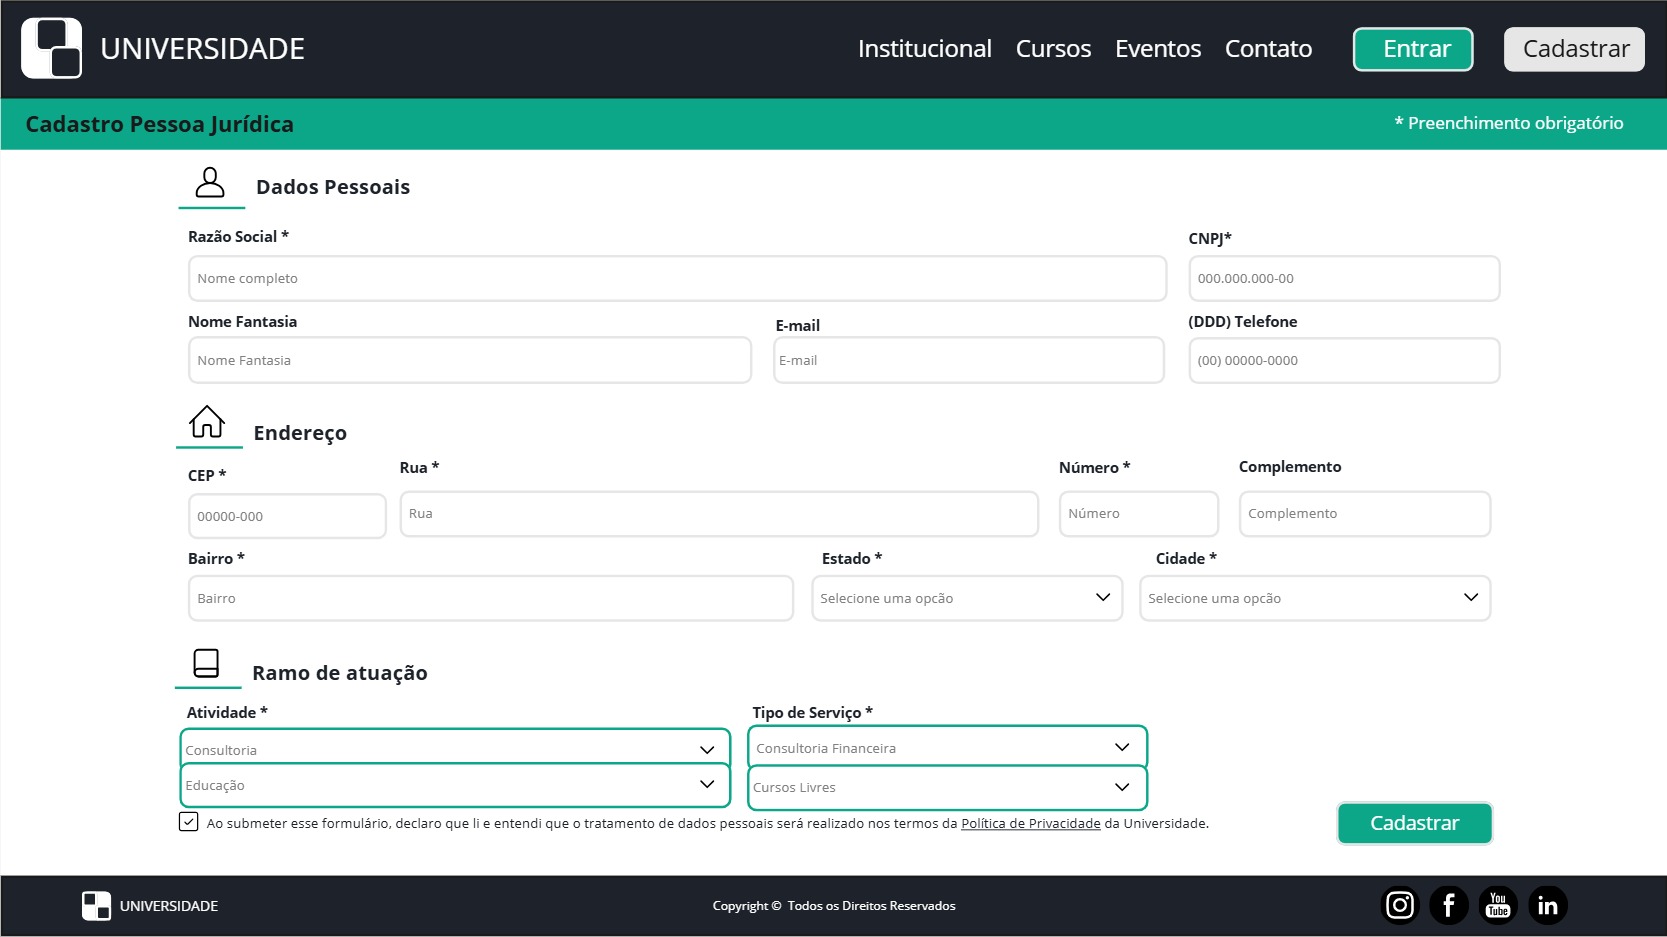 UNIVERSIDADE Institucional Cursos Eventos Contato Entrar Cadastrar
Cadastro Pessoa Jurídica * Preenchimento obrigatório
Dados Pessoais
Razão Social * CNPJ*
Nome completo 000.000.000-00
Nome Fantasia E-mail (DDD) Telefone
Nome Fantasia E-mail (00) 00000-0000
Endereço
CEP * Rua * Número * Complemento
00000-000 Rua Número Complemento
Bairro * Estado * Cidade *
Bairro Selecione uma opcão Selecione uma opcão
Ramo de atuação
Atividade * Tipo de Serviço *
Consultoria Consultoria Financeira
Educação Cursos Livres
Ao submeter esse formulário, declaro que li e entendi que o tratamento de dados pessoais será realizado nos termos da Política de Privacidade da Universidade. Cadastrar
UNIVERSIDADE Copyright © Todos os Direitos Reservados f You Tube in